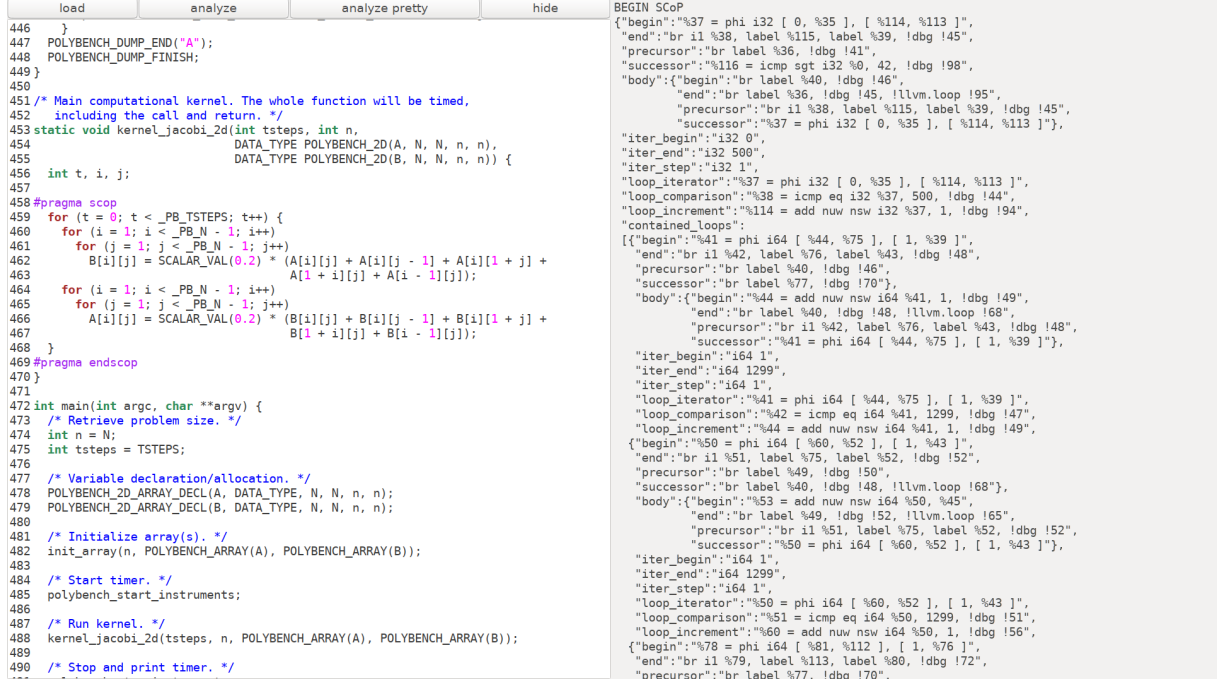 load analyze analyze pretty hide
446     }
447   POLYBENCH_DUMP_END("A");
448   POLYBENCH_DUMP_FINISH;
449 }
450
451 /* Main computational kernel. The whole function will be timed,
452    including the call and return. */
453 static void kernel_jacobi_2d(int tsteps, int n,
454                              DATA_TYPE POLYBENCH_2D(A, N, N, n, n),
455                              DATA_TYPE POLYBENCH_2D(B, N, N, n, n)) {
456   int t, i, j;
457
458 #pragma scop
459   for (t = 0; t < _PB_TSTEPS; t++) {
460     for (i = 1; i < _PB_N - 1; i++)
461       for (j = 1; j < _PB_N - 1; j++)
462         B[i][j] = SCALAR_VAL(0.2) * (A[i][j] + A[i][j - 1] + A[i][1 + j] +
463                                      A[1 + i][j] + A[i - 1][j]);
464     for (i = 1; i < _PB_N - 1; i++)
465       for (j = 1; j < _PB_N - 1; j++)
466         A[i][j] = SCALAR_VAL(0.2) * (B[i][j] + B[i][j - 1] + B[i][1 + j] +
467                                      B[1 + i][j] + B[i - 1][j]);
468   }
469 #pragma endscop
470 }
471
472 int main(int argc, char **argv) {
473   /* Retrieve problem size. */
474   int n = N;
475   int tsteps = TSTEPS;
476
477   /* Variable declaration/allocation. */
478   POLYBENCH_2D_ARRAY_DECL(A, DATA_TYPE, N, N, n, n);
479   POLYBENCH_2D_ARRAY_DECL(B, DATA_TYPE, N, N, n, n);
480
481   /* Initialize array(s). */
482   init_array(n, POLYBENCH_ARRAY(A), POLYBENCH_ARRAY(B));
483
484   /* Start timer. */
485   polybench_start_instruments;
486
487   /* Run kernel. */
488   kernel_jacobi_2d(tsteps, n, POLYBENCH_ARRAY(A), POLYBENCH_ARRAY(B));
489
490   /* Stop and print timer. */
BEGIN SCoP
{"begin":"%37 = phi i32 [ 0, %35 ], [ %114, %113 ]",
 "end":"br i1 %38, label %115, label %39, !dbg !45",
 "precursor":"br label %36, !dbg !41",
 "successor":"%116 = icmp sgt i32 %0, 42, !dbg !98",
 "body":{"begin":"br label %40, !dbg !46",
         "end":"br label %36, !dbg !45, !llvm.loop !95",
         "precursor":"br i1 %38, label %115, label %39, !dbg !45",
         "successor":"%37 = phi i32 [ 0, %35 ], [ %114, %113 ]"},
 "iter_begin":"i32 0",
 "iter_end":"i32 500",
 "iter_step":"i32 1",
 "loop_iterator":"%37 = phi i32 [ 0, %35 ], [ %114, %113 ]",
 "loop_comparison":"%38 = icmp eq i32 %37, 500, !dbg !44",
 "loop_increment":"%114 = add nuw nsw i32 %37, 1, !dbg !94",
 "contained_loops":
 [{"begin":"%41 = phi i64 [ %44, %75 ], [ 1, %39 ]",
   "end":"br i1 %42, label %76, label %43, !dbg !48",
   "precursor":"br label %40, !dbg !46",
   "successor":"br label %77, !dbg !70"},
   "body":{"begin":"%44 = add nuw nsw i64 %41, 1, !dbg !49",
           "end":"br label %40, !dbg !48, !llvm.loop !68",
           "precursor":"br i1 %42, label %76, label %43, !dbg !48",
           "successor":"%41 = phi i64 [ %44, %75 ], [ 1, %39 ]"},
   "iter_begin":"i64 1",
   "iter_end":"i64 1299",
   "iter_step":"i64 1",
   "loop_iterator":"%41 = phi i64 [ %44, %75 ], [ 1, %39 ]",
   "loop_comparison":"%42 = icmp eq i64 %41, 1299, !dbg !47",
   "loop_increment":"%44 = add nuw nsw i64 %41, 1, !dbg !49",
  {"begin":"%50 = phi i64 [ %60, %52 ], [ 1, %43 ]",
   "end":"br i1 %51, label %75, label %52, !dbg !52",
   "precursor":"br label %49, !dbg !50",
   "successor":"br label %40, !dbg !48, !llvm.loop !68"},
   "body":{"begin":"%53 = add nuw nsw i64 %50, %45",
           "end":"br label %49, !dbg !52, !llvm.loop !65",
           "precursor":"br i1 %51, label %75, label %52, !dbg !52",
           "successor":"%50 = phi i64 [ %60, %52 ], [ 1, %43 ]"},
   "iter_begin":"i64 1",
   "iter_end":"i64 1299",
   "iter_step":"i64 1",
   "loop_iterator":"%50 = phi i64 [ %60, %52 ], [ 1, %43 ]",
   "loop_comparison":"%51 = icmp eq i64 %50, 1299, !dbg !51",
   "loop_increment":"%60 = add nuw nsw i64 %50, 1, !dbg !56",
  {"begin":"%78 = phi i64 [ %81, %112 ], [ 1, %76 ]",
   "end":"br i1 %79, label %113, label %80, !dbg !72",
   "precursor":"br label %77, !dbg !70",